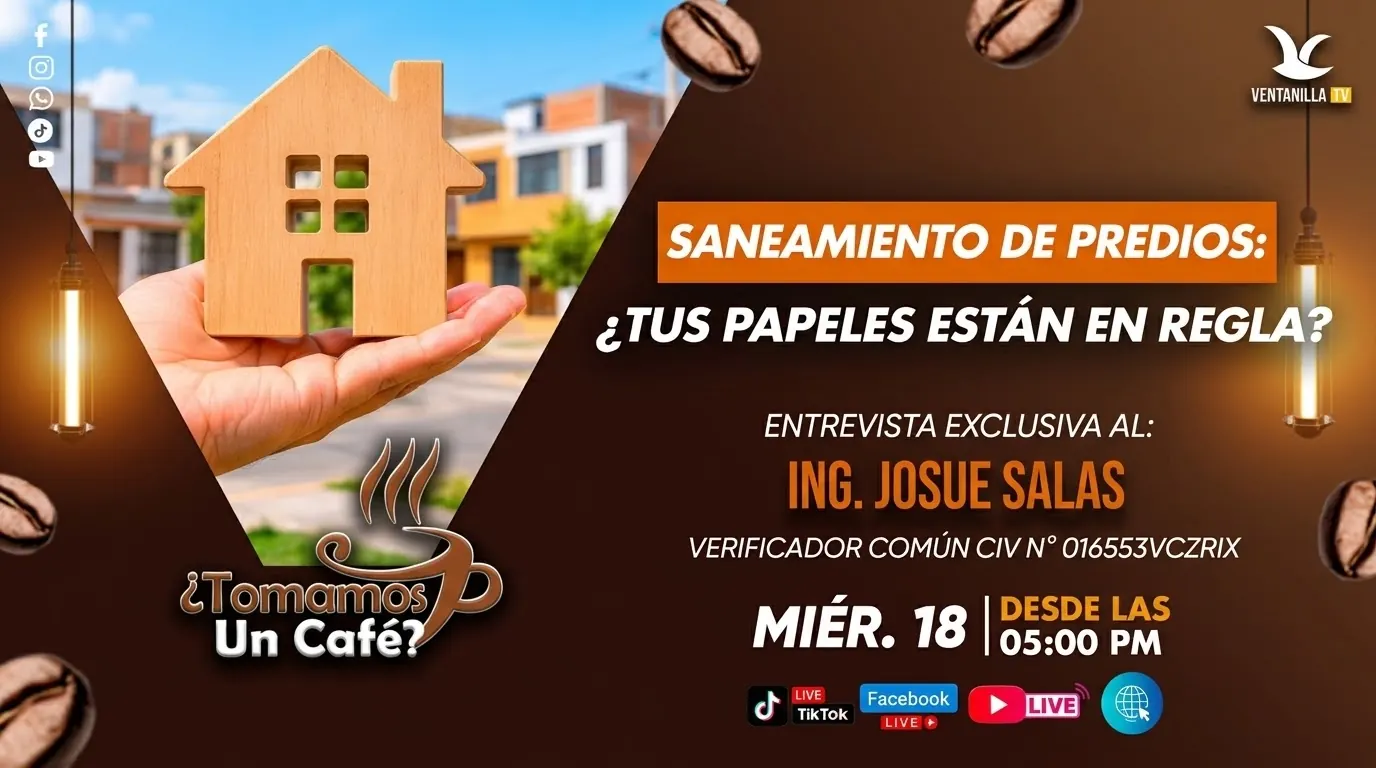 VENTANILLA TV
SANEAMIENTO DE PREDIOS:
¿TUS PAPELES ESTÁN EN REGLA?
ENTREVISTA EXCLUSIVA AL:
ING. JOSUE SALAS
VERIFICADOR COMÚN CIV N° 016553VCZRIX
¿Tomamos
Un Café?
MIÉR. 18
DESDE LAS
05:00 PM
LIVE
TikTok
Facebook
LIVE
LIVE